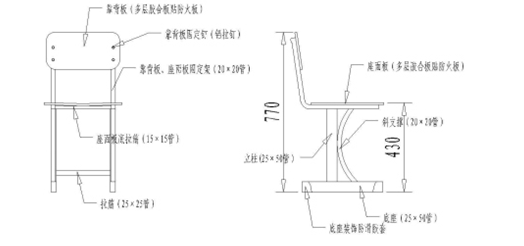 靠背板(多层胶合板贴防火板)
靠背板固定钉(铝拉钉)
靠背板、座面板固定架(20×20管)
座面板底拉筋(15×15管)
拉筋(25×25管)
770
座面板(多层胶合板贴防火板)
斜支撑(20×20管)
立柱(25×50管)
430
底座(25×50管)
底座装饰防滑胶套